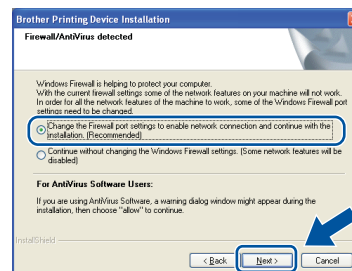 Brother Printing Device Installation
Firewall/AntiVirus detected
Windows Firewall is helping to protect your computer.
With the current firewall settings some of the network features on your machine will not work.
In order for all the network features of the machine to work, some of the Windows Firewall port
settings need to be changed.
Change the Firewall port settings to enable network connection and continue with the
installation. (Recommended)
Continue without changing the Windows Firewall settings. (Some network features will be
disabled)
For AntiVirus Software Users:
If you are using AntiVirus Software, a warning dialog window might appear during the
installation, then choose "allow" to continue.
InstallShield
< Back
Next >
Cancel